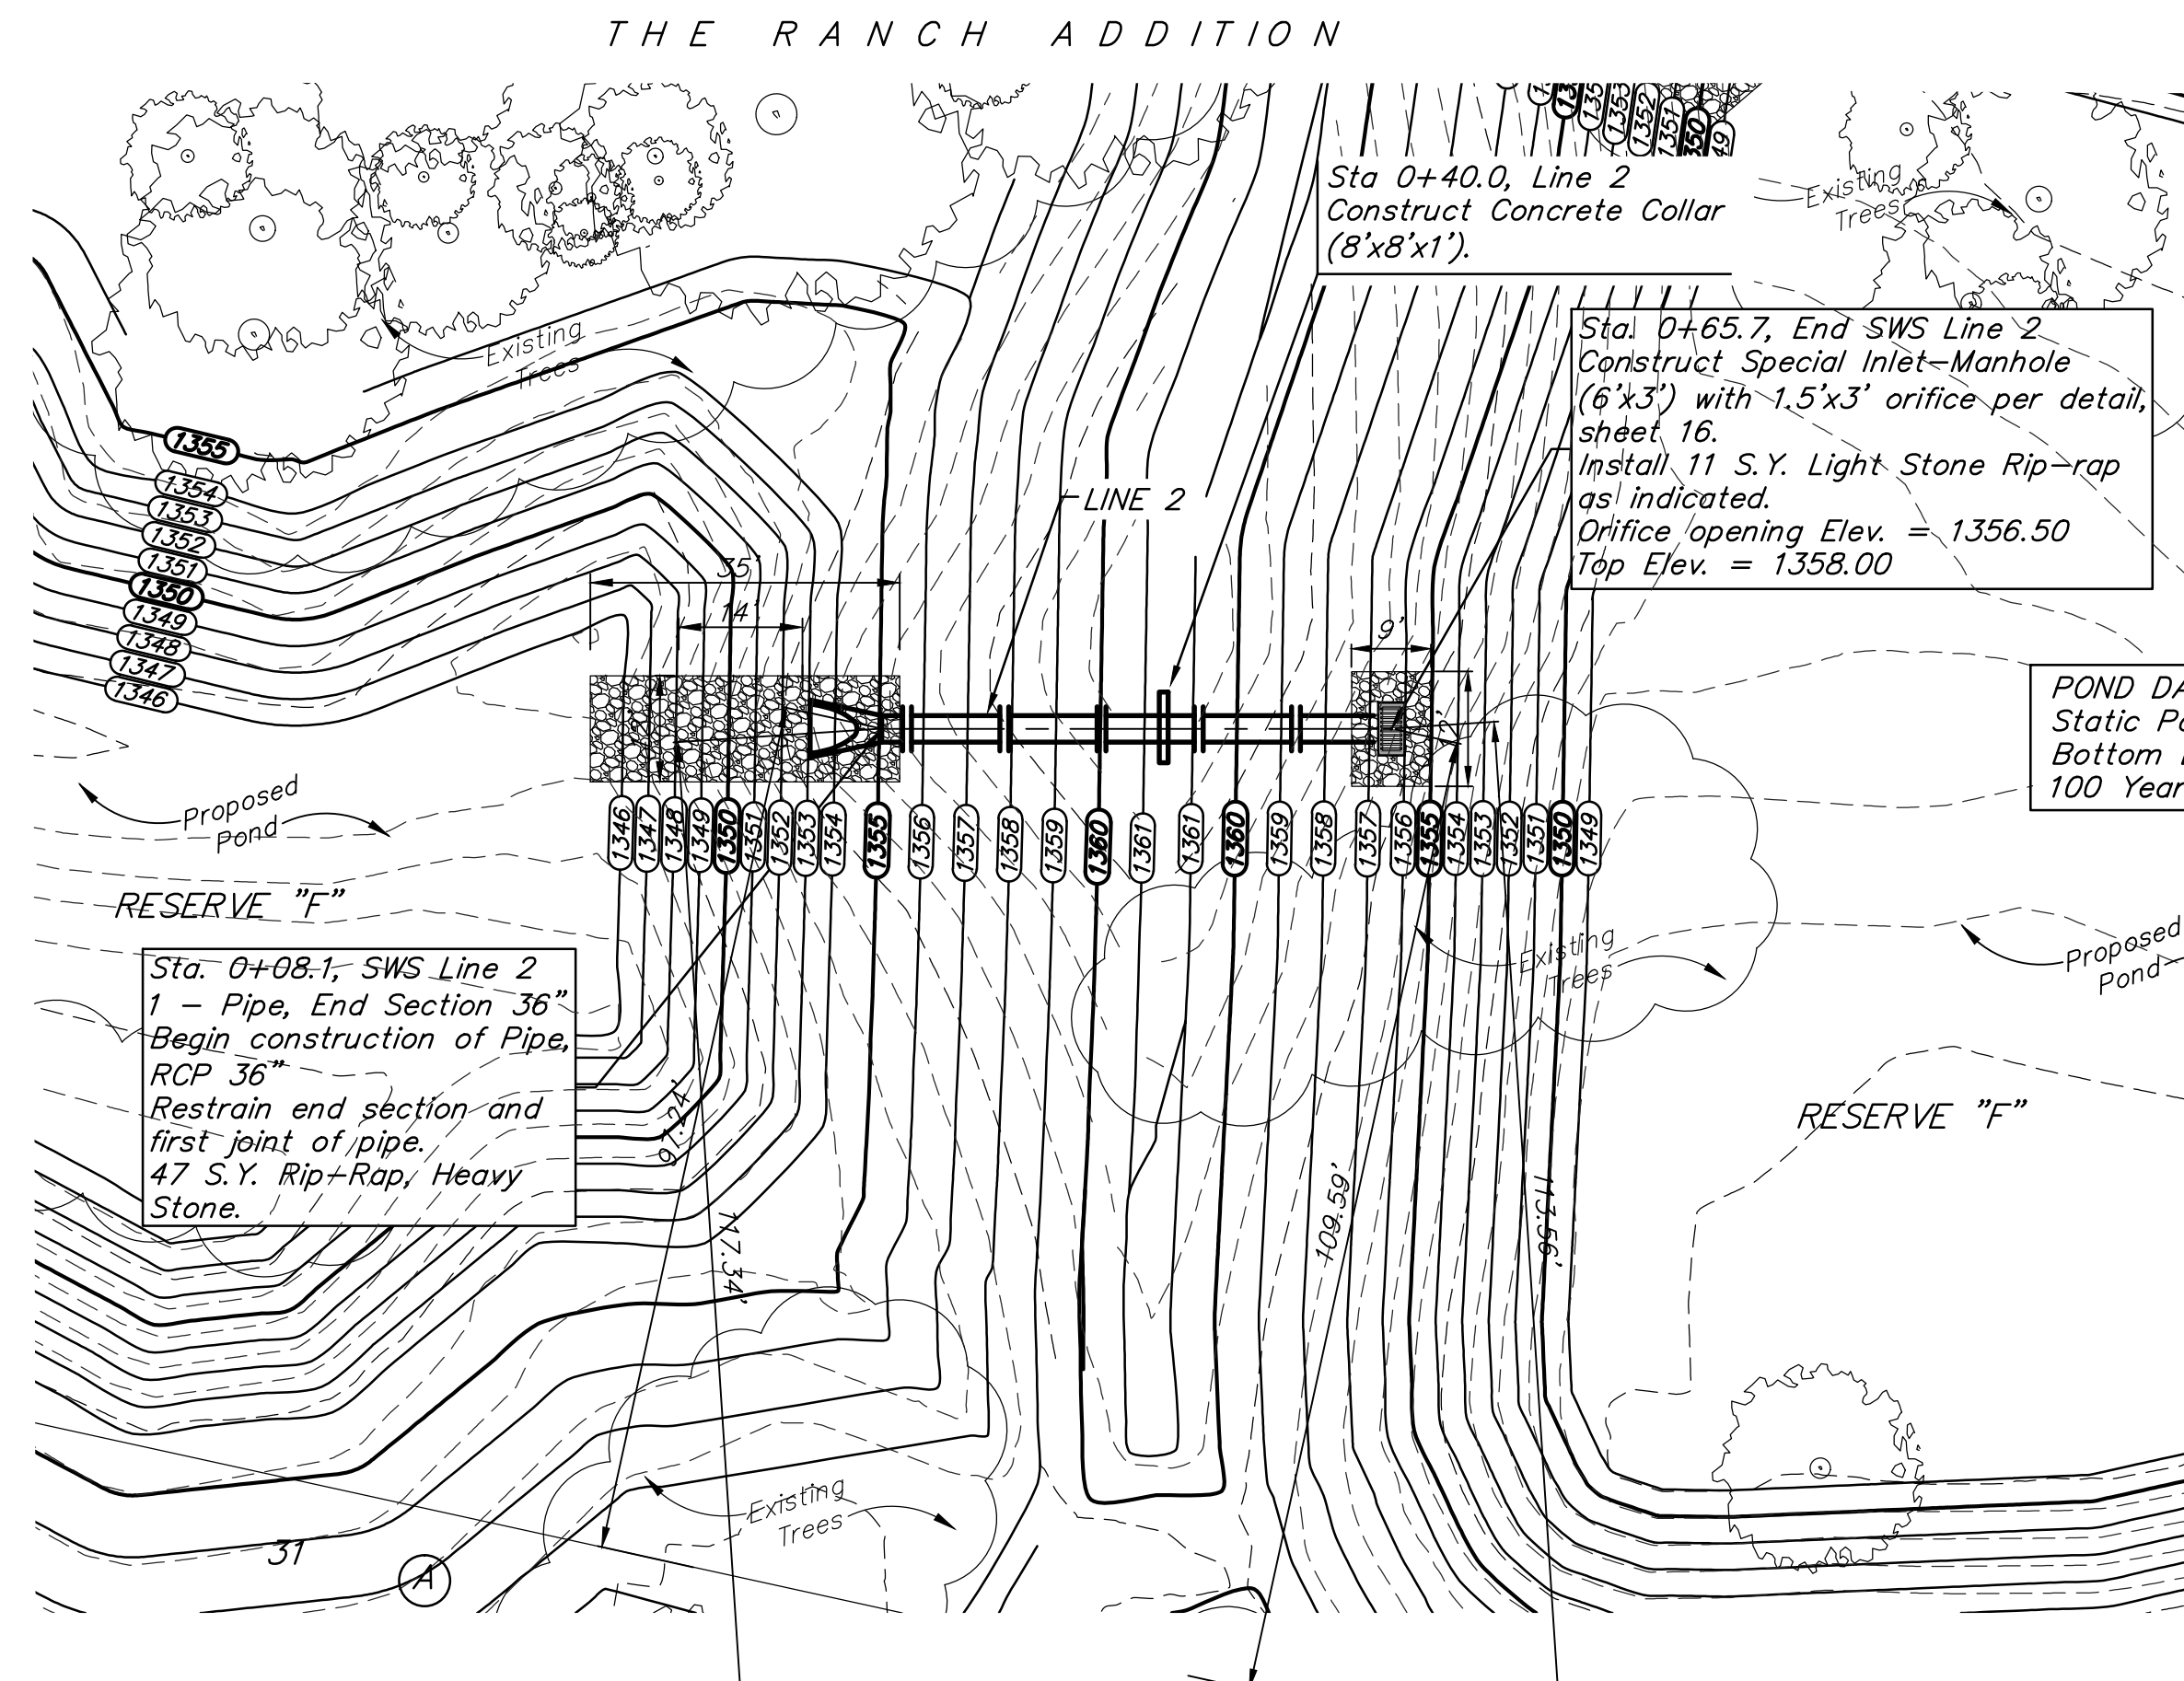 THE RANCH ADDITION
1352
1351
Sta 0+40.0, Line 2
Construct Concrete Collar
(8'x8'x1').
Existing
Trees
Sta. 0+65.7, End SWS Line 2
Construct Special Inlet-Manhole
(6'x3') with 1.5'x3' orifice per detail,
sheet 16.
Install 11 S.Y. Light Stone Rip-rap
as indicated.
Orifice opening Elev. = 1356.50
Top Elev. = 1358.00
Existing
Trees
1355
1354
1353
1352
1351
1350
1349
1348
1347
1346
LINE 2
35'
14'
9'
POND
Static
Bottom
100 Year
Proposed
Pond
1346
1347
1348
1349
1350
1351
1352
1353
1354
1355
1356
1357
1358
1359
1360
1361
1361
1360
1359
1358
1357
1356
1355
1354
1353
1352
1351
1350
1349
RESERVE "F"
Existing
Trees
Proposed
Pond
Sta. 0+08.1, SWS Line 2
1 - Pipe, End Section 36"
Begin construction of Pipe,
RCP 36"
Restrain end section and
first joint of pipe.
47 S.Y. Rip-Rap, Heavy
Stone.
97.24'
117.34'
109.59'
113.56'
RESERVE "F"
Existing
Trees
31
A